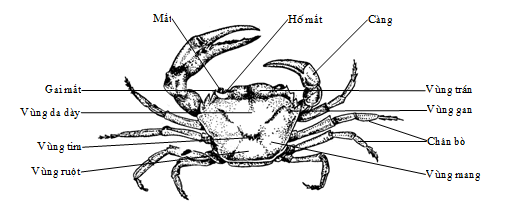 Mắt
Hố mắt
Càng
Gai mắt
Vùng trán
Vùng dạ dày
Vùng gan
Vùng tim
Chân bò
Vùng ruột
Vùng mang